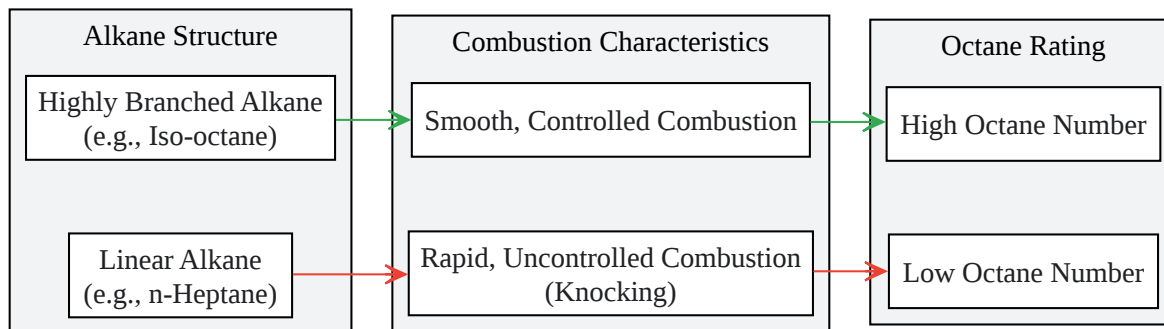 Alkane Structure
Highly Branched Alkane
(e.g., Iso-octane)
Linear Alkane
(e.g., n-Heptane)
Combustion Characteristics
Smooth, Controlled Combustion
Rapid, Uncontrolled Combustion
(Knocking)
Octane Rating
High Octane Number
Low Octane Number